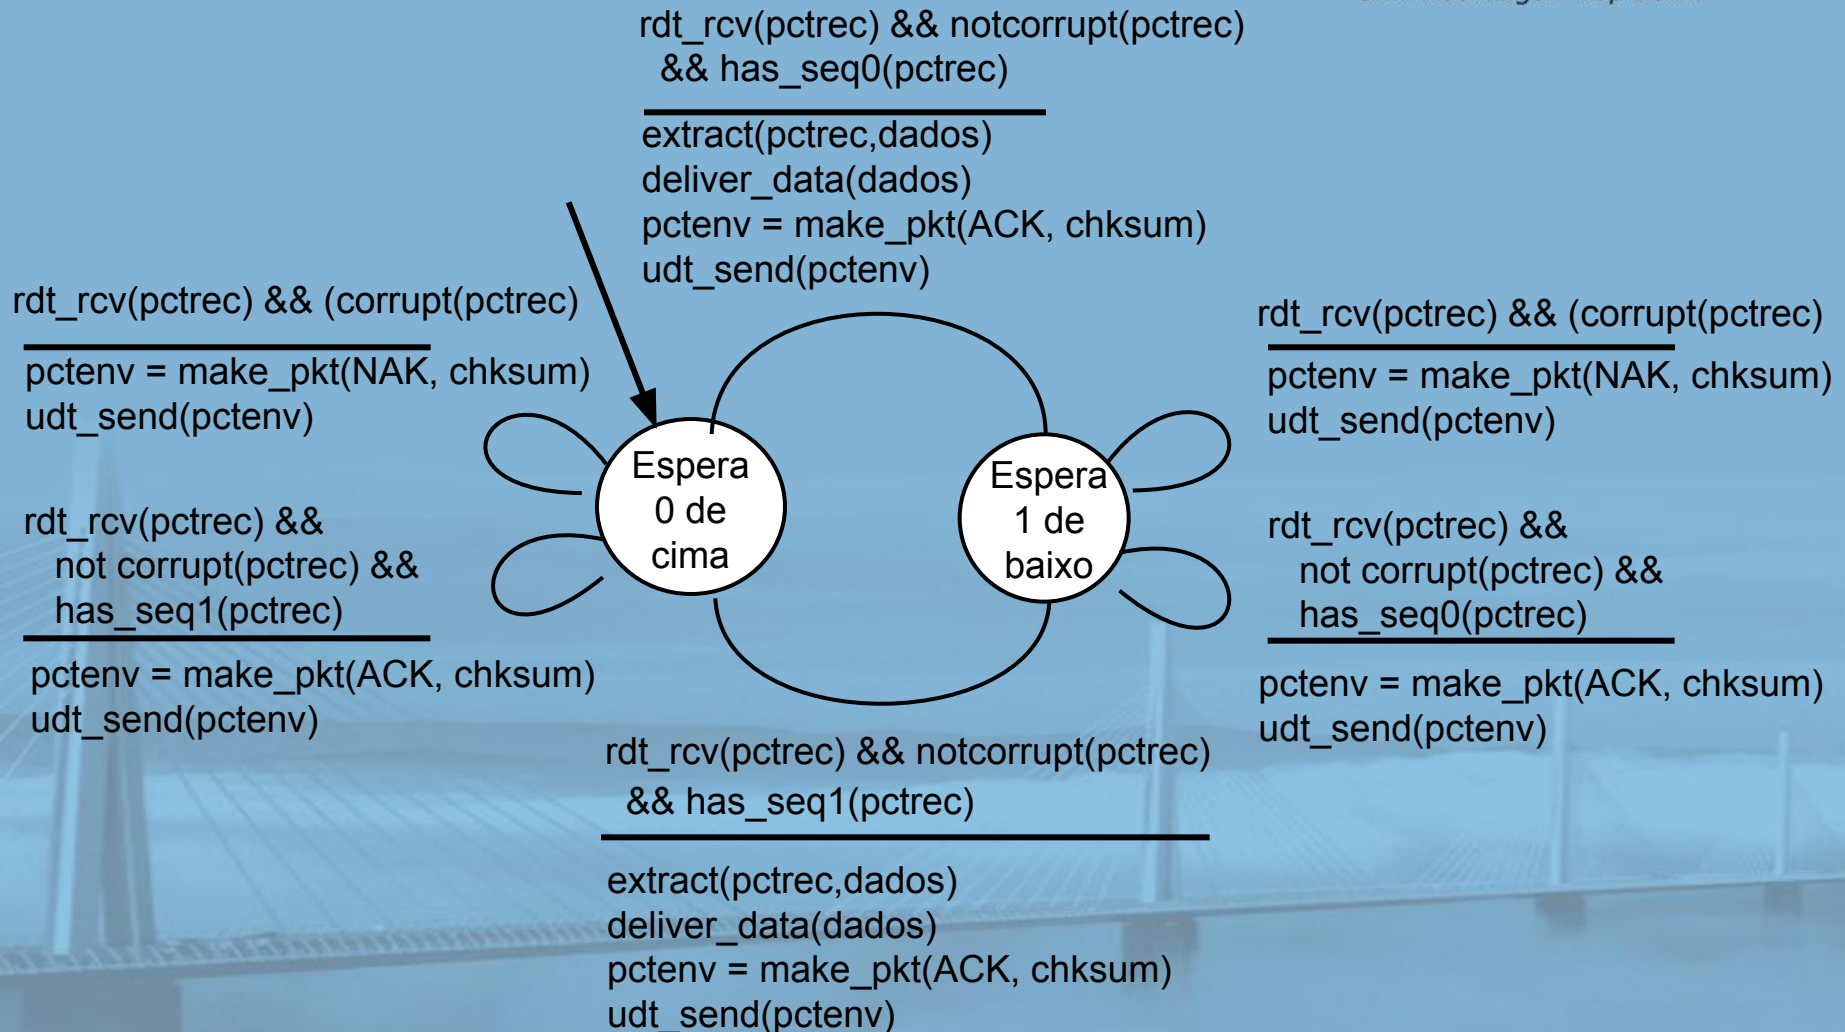 rdt_rcv(pctrec) && notcorrupt(pctrec)
&& has_seq0(pctrec)
extract(pctrec,dados)
deliver_data(dados)
pctenv = make_pkt(ACK, chksum)
udt_send(pctenv)
rdt_rcv(pctrec) && (corrupt(pctrec)
pctenv = make_pkt(NAK, chksum)
udt_send(pctenv)
rdt_rcv(pctrec) &&
not corrupt(pctrec) &&
has_seq1(pctrec)
pctenv = make_pkt(ACK, chksum)
udt_send(pctenv)
Espera
0 de
cima
Espera
1 de
baixo
rdt_rcv(pctrec) && (corrupt(pctrec)
pctenv = make_pkt(NAK, chksum)
udt_send(pctenv)
rdt_rcv(pctrec) &&
not corrupt(pctrec) &&
has_seq0(pctrec)
pctenv = make_pkt(ACK, chksum)
udt_send(pctenv)
rdt_rcv(pctrec) && notcorrupt(pctrec)
&& has_seq1(pctrec)
extract(pctrec,dados)
deliver_data(dados)
pctenv = make_pkt(ACK, chksum)
udt_send(pctenv)